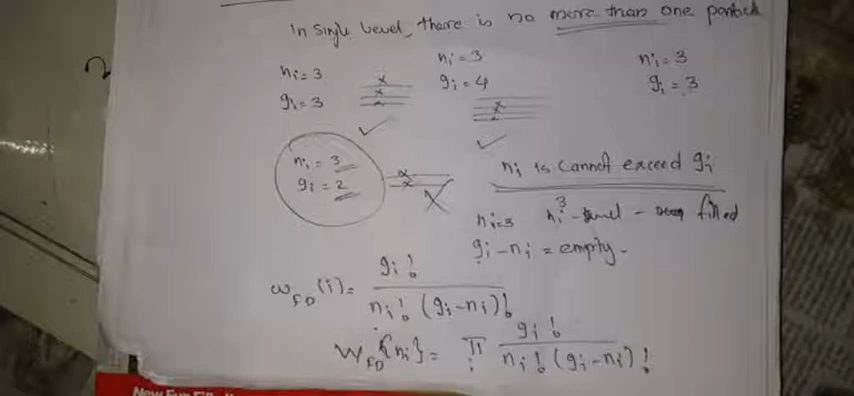 In single level, there is no more than one particle
ni = 3
gi = 3
ni = 3
gi = 4
ni = 3
gi = 3
ni = 3
gi = 2
ni is cannot exceed gi
ni=3 ni - level - filled
gi - ni = empty.
ω_FD (i) = gi! / ni! (gi-ni)!
W_FD {ni} = π_i gi! / ni! (gi-ni)!